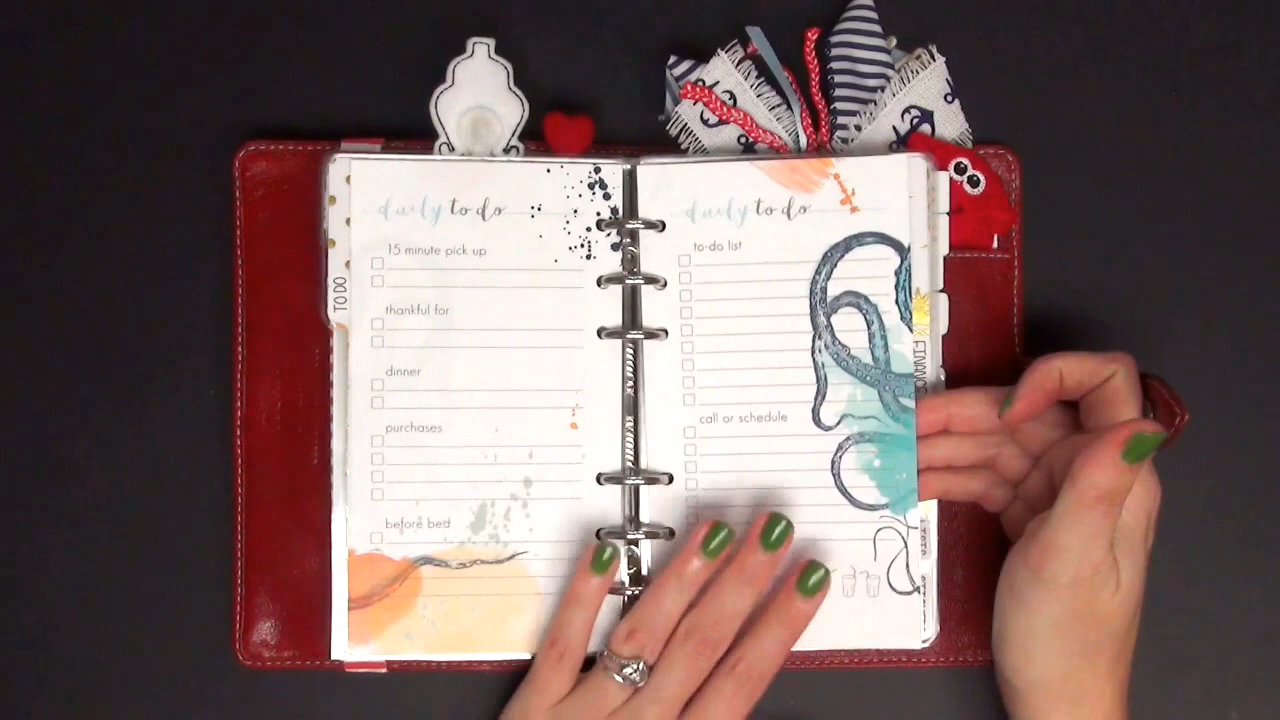 daily to do
15 minute pick up
thankful for
dinner
purchases
before bed
TO DO
daily to do
to-do list
call or schedule
FINANCE